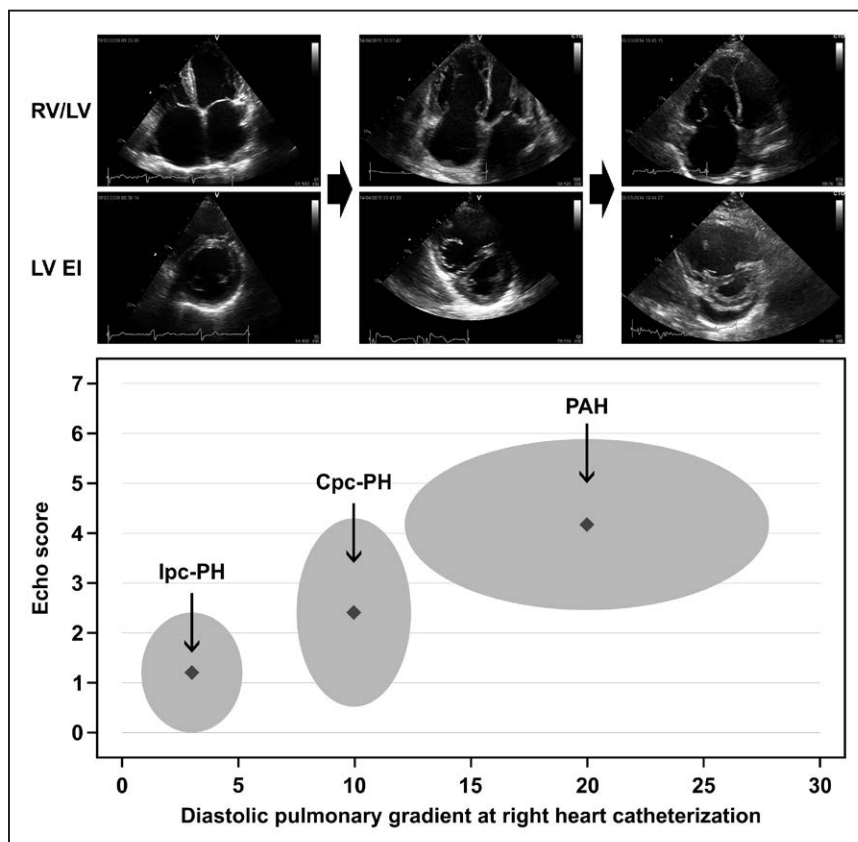 RV/LV
LV EI
7
6
5
4
3
2
1
0
Echo score
Ipc-PH
Cpc-PH
PAH
0 5 10 15 20 25 30
Diastolic pulmonary gradient at right heart catheterization